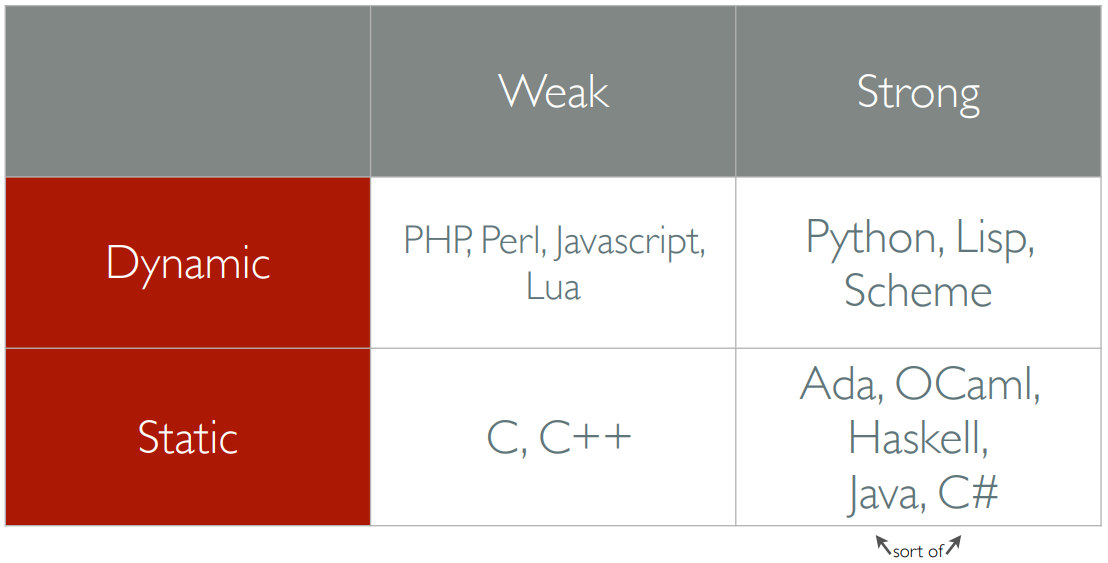 Weak
Strong
Dynamic
PHP, Perl, Javascript,
Lua
Python, Lisp,
Scheme
Static
C, C++
Ada, OCaml,
Haskell,
Java, C#
sort of